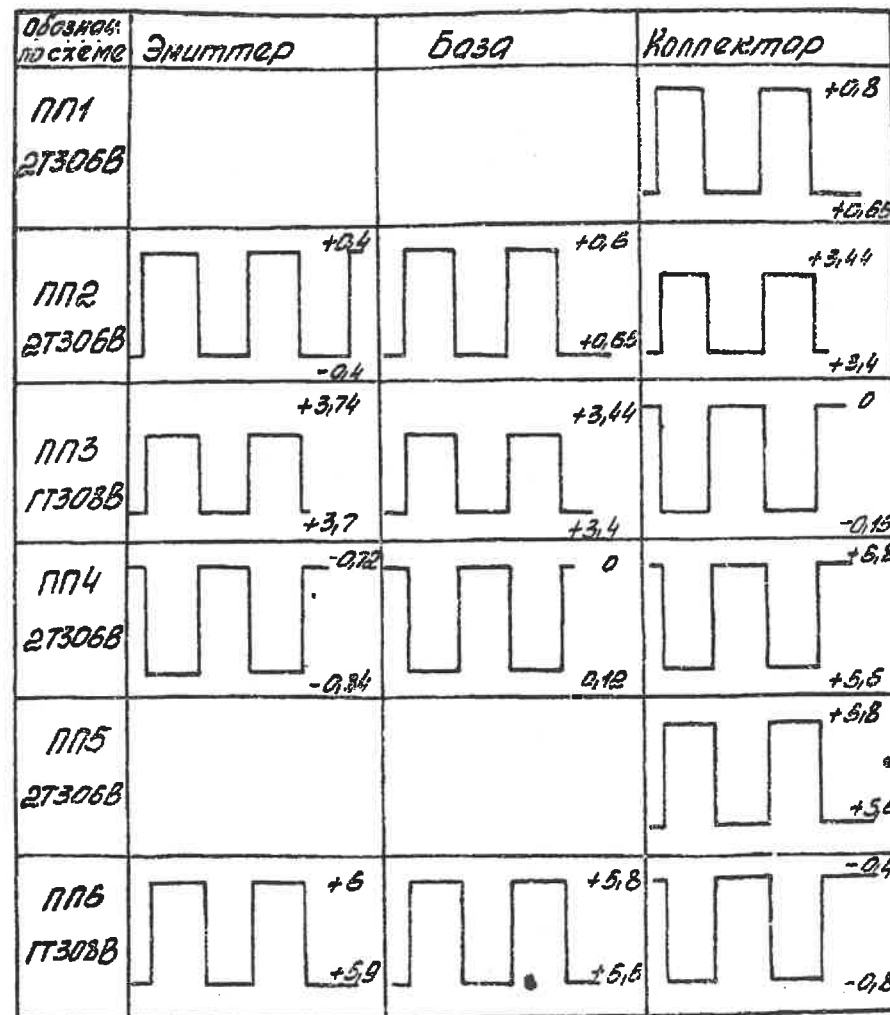 Обознач.
по схеме
Эмиттер
База
Коллектор
ПП1
2Т306В
+0,8
+0,65
ПП2
2Т306В
+0,4
-0,4
+0,6
+0,65
+3,44
+3,4
ПП3
ГТ308В
+3,74
+3,7
+3,44
+3,4
0
-0,15
ПП4
2Т306В
-0,72
-0,84
0
0,12
+5,8
+5,5
ПП5
2Т306В
+5,8
ПП6
ГТ308В
+6
+5,9
+5,8
+5,5
-0,4
-0,8